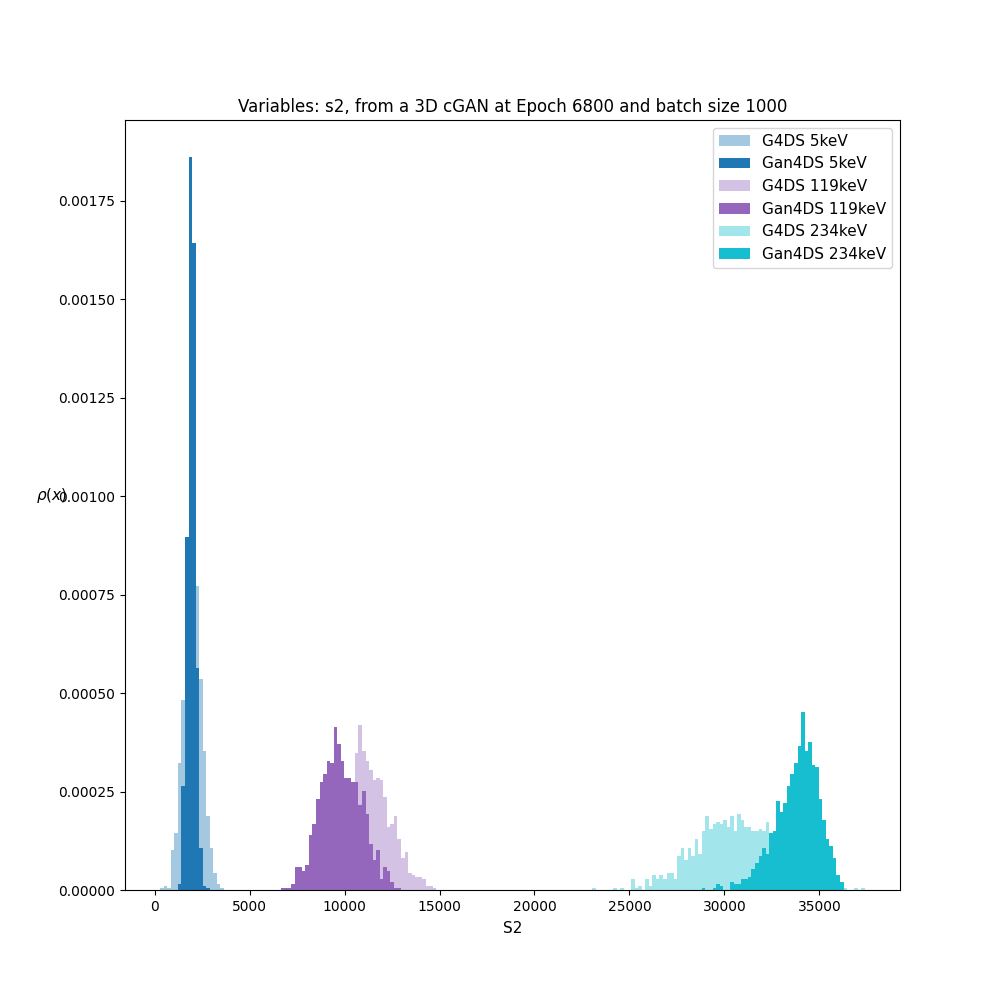 Variables: s2, from a 3D cGAN at Epoch 6800 and batch size 1000
G4DS 5keV
Gan4DS 5keV
G4DS 119keV
Gan4DS 119keV
G4DS 234keV
Gan4DS 234keV
0.00175
0.00150
0.00125
ρ(x)
0.00100
0.00075
0.00050
0.00025
0.00000
0 5000 10000 15000 20000 25000 30000 35000
S2